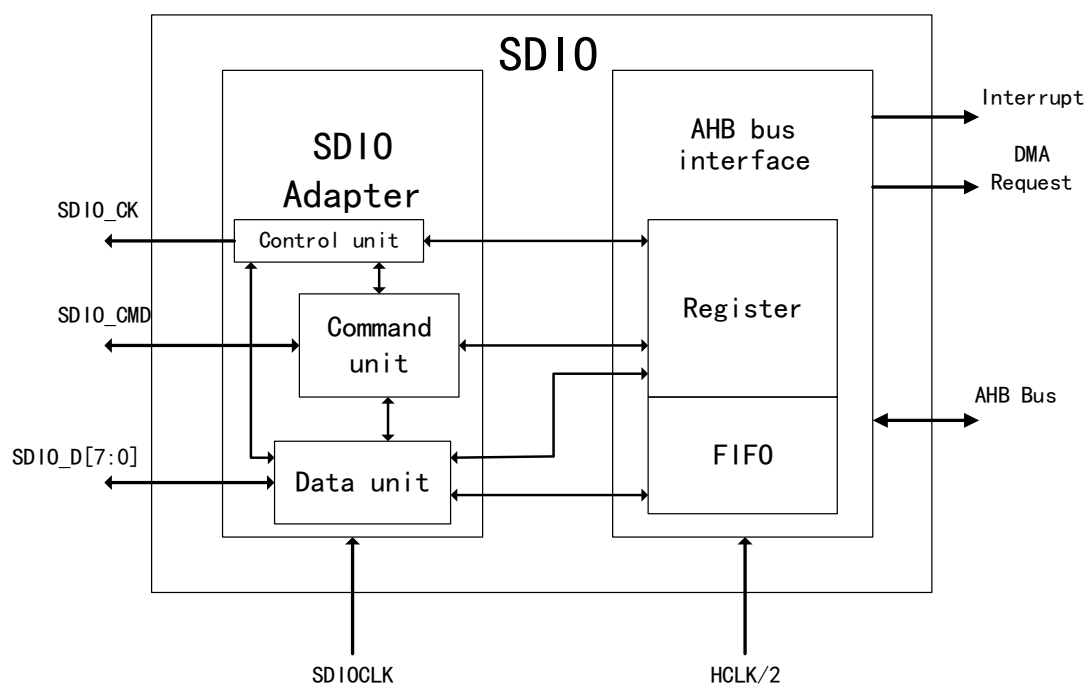 SDIO
SDIO
Adapter
AHB bus
interface
Interrupt
DMA
Request
SDIO_CK
Control unit
SDIO_CMD
Command
unit
Register
AHB Bus
SDIO_D[7:0]
Data unit
FIFO
SDIOCLK
HCLK/2